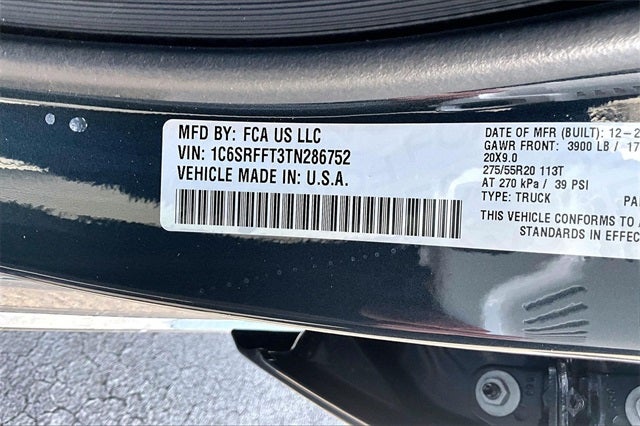 MFD BY: FCA US LLC
VIN: 1C6SRFFT3TN286752
VEHICLE MADE IN: U.S.A.
DATE OF MFR (BUILT): 12-2
GAWR FRONT: 3900 LB / 17
20X9.0
275/55R20 113T
AT 270 kPa / 39 PSI
TYPE: TRUCK PA
THIS VEHICLE CONFORMS TO A
STANDARDS IN EFFEC